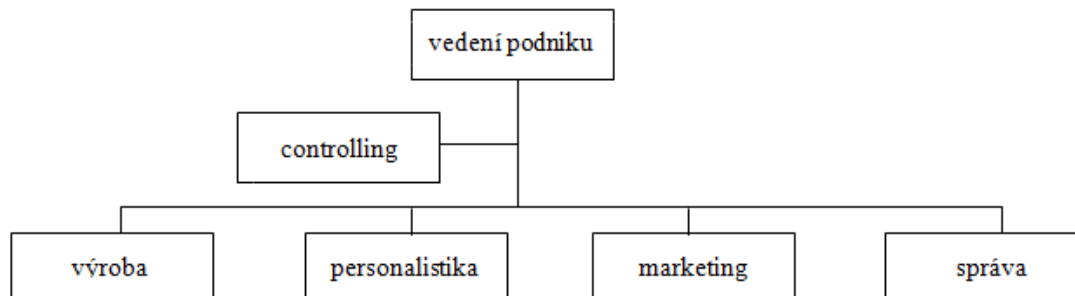 vedení podniku
controlling
výroba
personalistika
marketing
správa